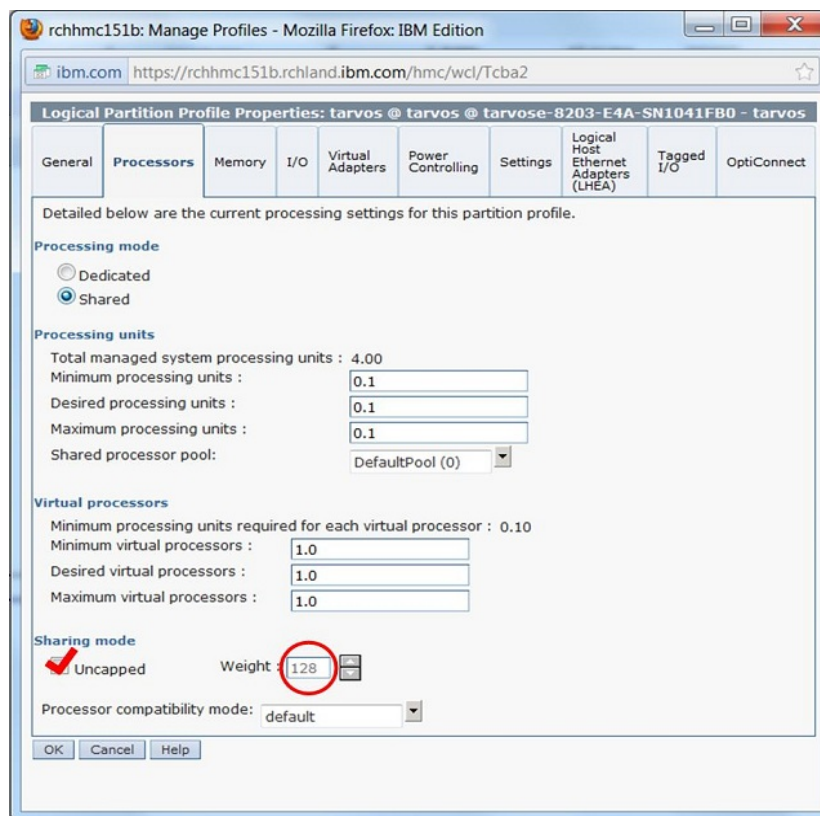 rchhmc151b: Manage Profiles - Mozilla Firefox: IBM Edition
ibm.com https://rchhmc151b.rchland.ibm.com/hmc/wcl/Tcba2
Logical Partition Profile Properties: tarvos @ tarvos @ tarvose-8203-E4A-SN1041FB0 - tarvos
General Processors Memory I/O Virtual Adapters Power Controlling Settings Logical Host Ethernet Adapters (LHEA) Tagged I/O OptiConnect
Detailed below are the current processing settings for this partition profile.
Processing mode
Dedicated
Shared
Processing units
Total managed system processing units : 4.00
Minimum processing units : 0.1
Desired processing units : 0.1
Maximum processing units : 0.1
Shared processor pool: DefaultPool (0)
Virtual processors
Minimum processing units required for each virtual processor : 0.10
Minimum virtual processors : 1.0
Desired virtual processors : 1.0
Maximum virtual processors : 1.0
Sharing mode
Uncapped Weight : 128
Processor compatibility mode: default
OK Cancel Help